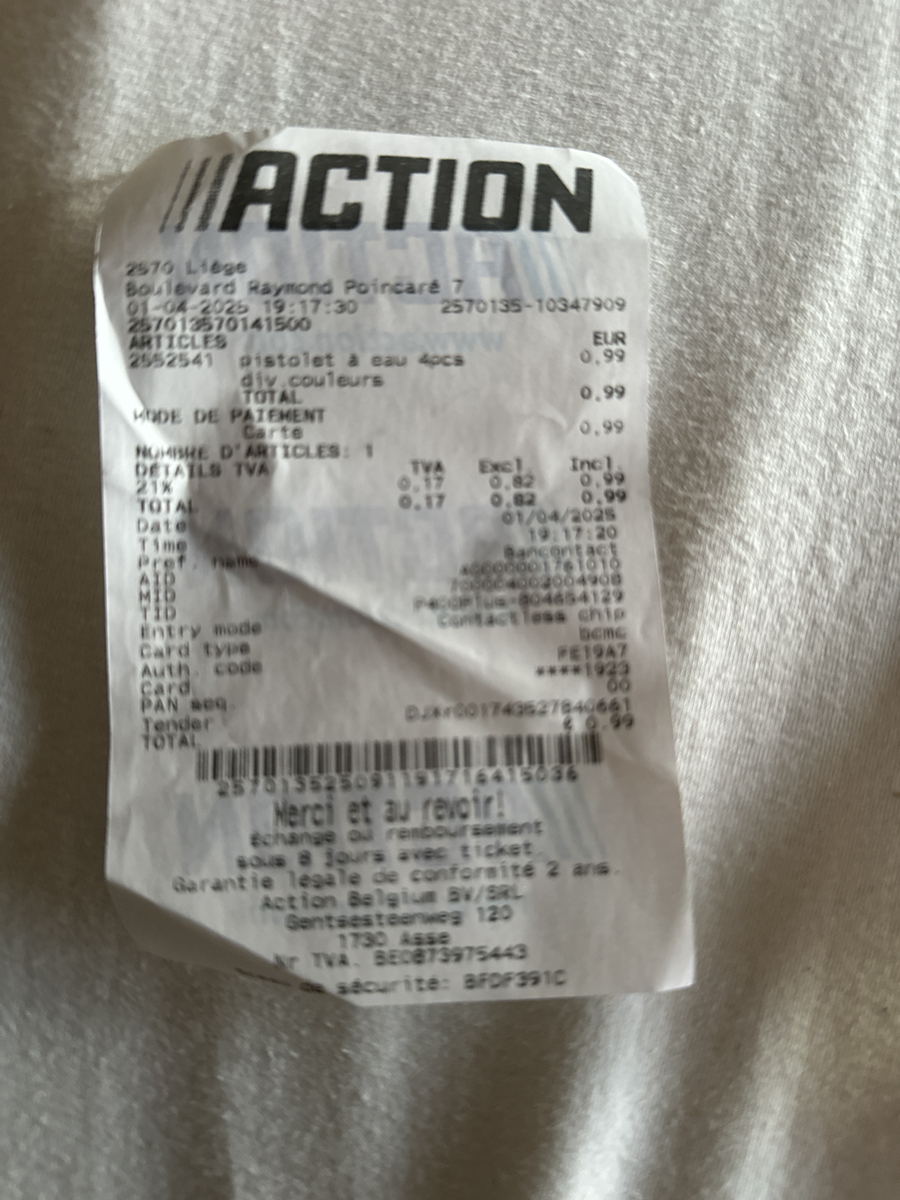 ACTION
2570 Liège
Boulevard Raymond Poincaré 7
01-04-2025 19:17:30 2570135-10347909
257013570141500
ARTICLES EUR
2552541 pistolet à eau 4pcs 0.99
div.couleurs
TOTAL 0.99
MODE DE PAIEMENT
Carte 0.99
NOMBRE D'ARTICLES: 1
DÉTAILS TVA TVA Excl. Incl.
21% 0.17 0.82 0.99
TOTAL 0.17 0.82 0.99
Date 01/04/2025
Time 19:17:20
Pref. name Bancontact
AID
MID
TID
Entry mode Contactless chip
Card type bcmc
Auth. code FE19A7
Card ****1923
PAN seq. 00
Tender
TOTAL € 0.99
Merci et au revoir!
Échange ou remboursement
sous 8 jours avec ticket.
Garantie légale de conformité 2 ans.
Action Belgium BV/SRL
Gentsesteenweg 120
1730 Asse
Nr TVA. BE0873975443
de sécurité: BFDF391C